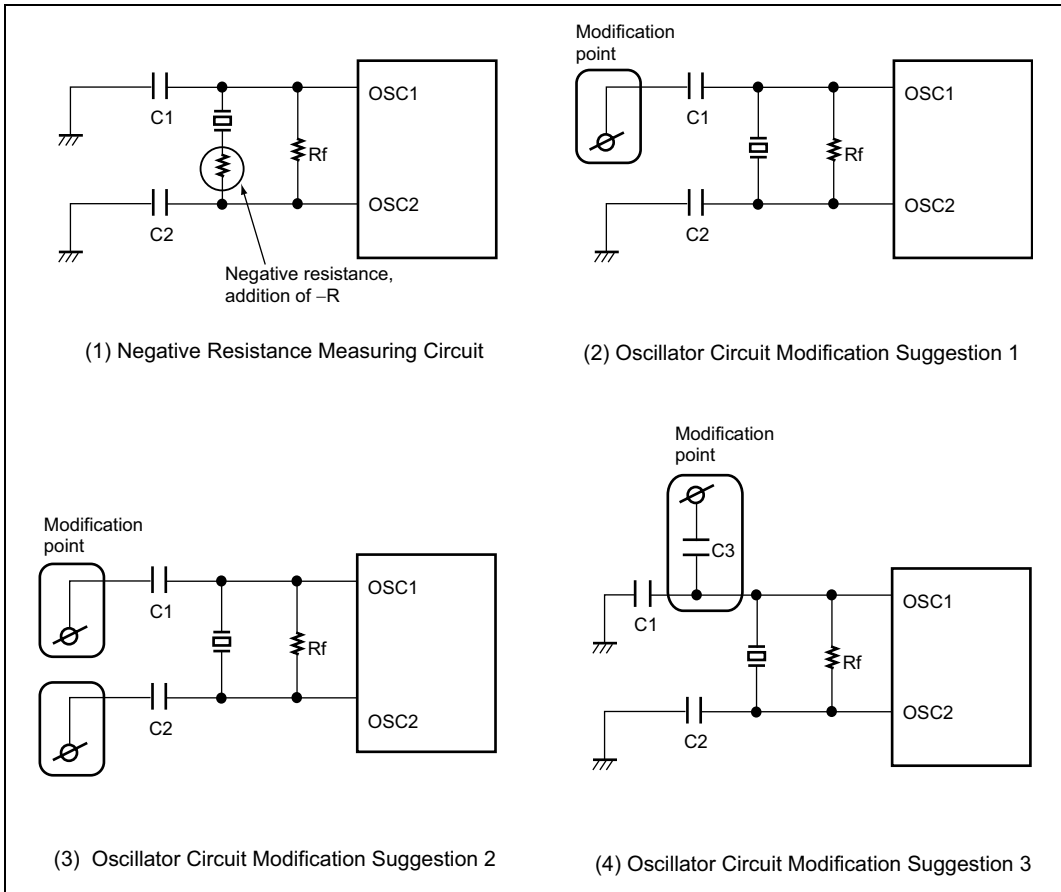 OSC1
C1
Rf
OSC2
C2
Negative resistance,
addition of –R
(1) Negative Resistance Measuring Circuit
Modification
point
OSC1
C1
Rf
OSC2
C2
(2) Oscillator Circuit Modification Suggestion 1
Modification
point
OSC1
C1
Rf
OSC2
C2
(3) Oscillator Circuit Modification Suggestion 2
Modification
point
C3
OSC1
C1
Rf
OSC2
C2
(4) Oscillator Circuit Modification Suggestion 3